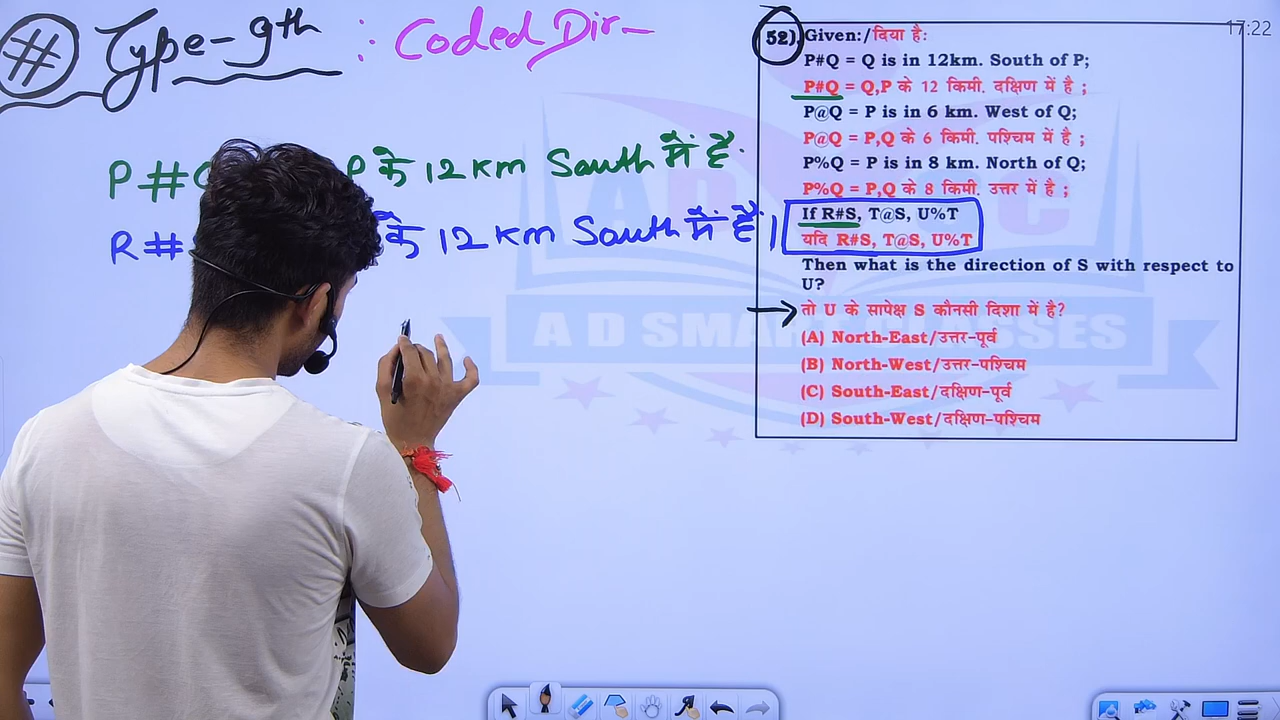 # Type-9th : Coded Dir-
17:22
P # P के 12 km South में है.
R # के 12 km South में है |
52). Given:/दिया है:
P#Q = Q is in 12km. South of P;
P#Q = Q,P के 12 किमी. दक्षिण में है ;
P@Q = P is in 6 km. West of Q;
P@Q = P,Q के 6 किमी. पश्चिम में है ;
P%Q = P is in 8 km. North of Q;
P%Q = P,Q के 8 किमी. उत्तर में है ;
If R#S, T@S, U%T
यदि R#S, T@S, U%T
Then what is the direction of S with respect to
U?
तो U के सापेक्ष S कौनसी दिशा में है?
(A) North-East/उत्तर-पूर्व
(B) North-West/उत्तर-पश्चिम
(C) South-East/दक्षिण-पूर्व
(D) South-West/दक्षिण-पश्चिम
A D SMART CLASSES